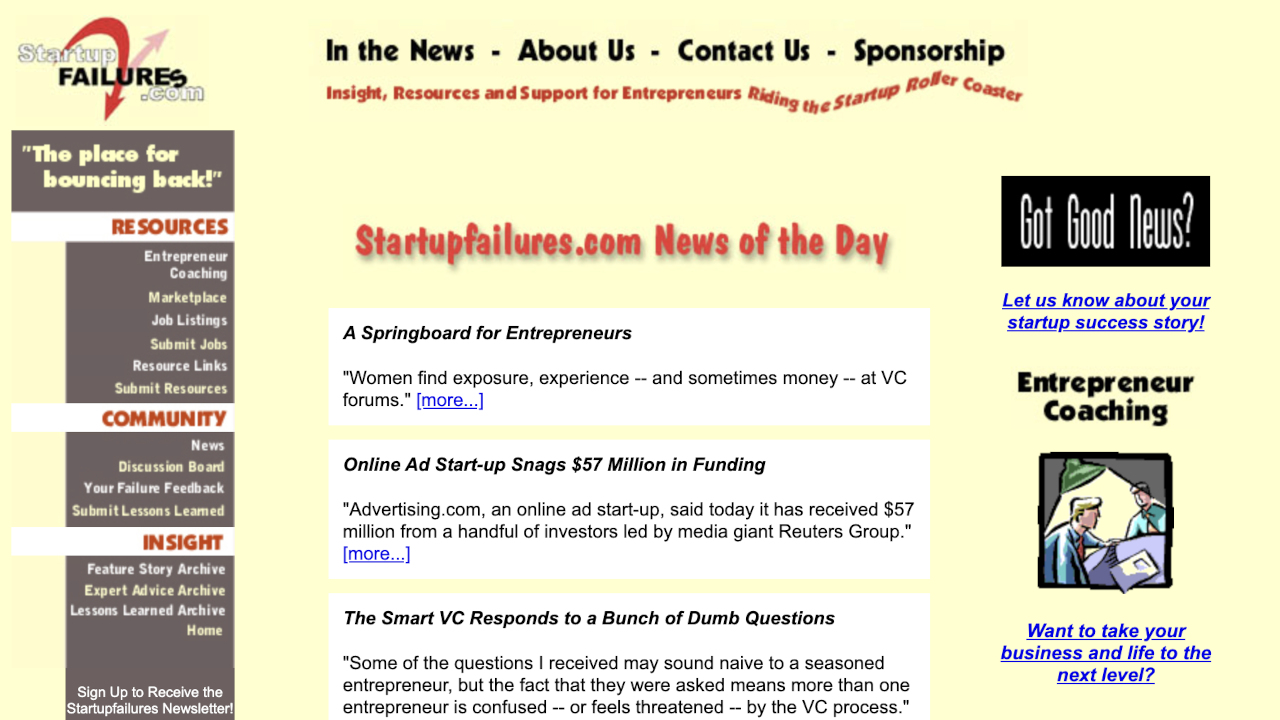 Startup
FAILURES
.com
In the News - About Us - Contact Us - Sponsorship
Insight, Resources and Support for Entrepreneurs Riding the Startup Roller Coaster
"The place for
bouncing back!"
RESOURCES
Entrepreneur
Coaching
Marketplace
Job Listings
Submit Jobs
Resource Links
Submit Resources
COMMUNITY
News
Discussion Board
Your Failure Feedback
Submit Lessons Learned
INSIGHT
Feature Story Archive
Expert Advice Archive
Lessons Learned Archive
Home
Sign Up to Receive the
Startupfailures Newsletter!
Startupfailures.com News of the Day
A Springboard for Entrepreneurs
"Women find exposure, experience -- and sometimes money -- at VC
forums." [more...]
Online Ad Start-up Snags $57 Million in Funding
"Advertising.com, an online ad start-up, said today it has received $57
million from a handful of investors led by media giant Reuters Group."
[more...]
The Smart VC Responds to a Bunch of Dumb Questions
"Some of the questions I received may sound naive to a seasoned
entrepreneur, but the fact that they were asked means more than one
entrepreneur is confused -- or feels threatened -- by the VC process."
Got Good News?
Let us know about your
startup success story!
Entrepreneur
Coaching
Want to take your
business and life to the
next level?